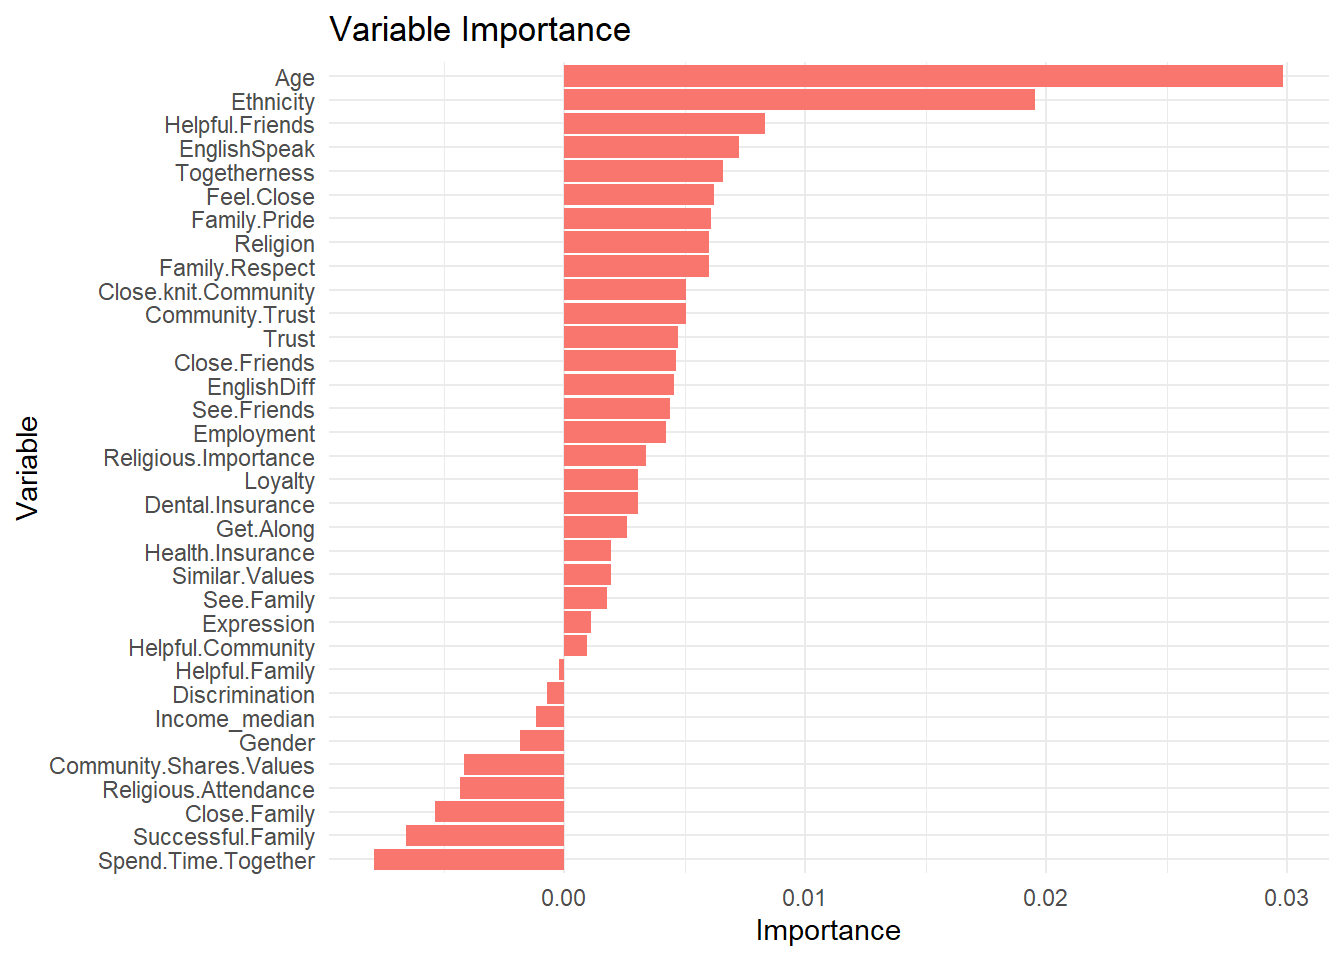 Variable Importance
Variable
Age
Ethnicity
Helpful.Friends
EnglishSpeak
Togetherness
Feel.Close
Family.Pride
Religion
Family.Respect
Close.knit.Community
Community.Trust
Trust
Close.Friends
EnglishDiff
See.Friends
Employment
Religious.Importance
Loyalty
Dental.Insurance
Get.Along
Health.Insurance
Similar.Values
See.Family
Expression
Helpful.Community
Helpful.Family
Discrimination
Income_median
Gender
Community.Shares.Values
Religious.Attendance
Close.Family
Successful.Family
Spend.Time.Together
0.00 0.01 0.02 0.03
Importance